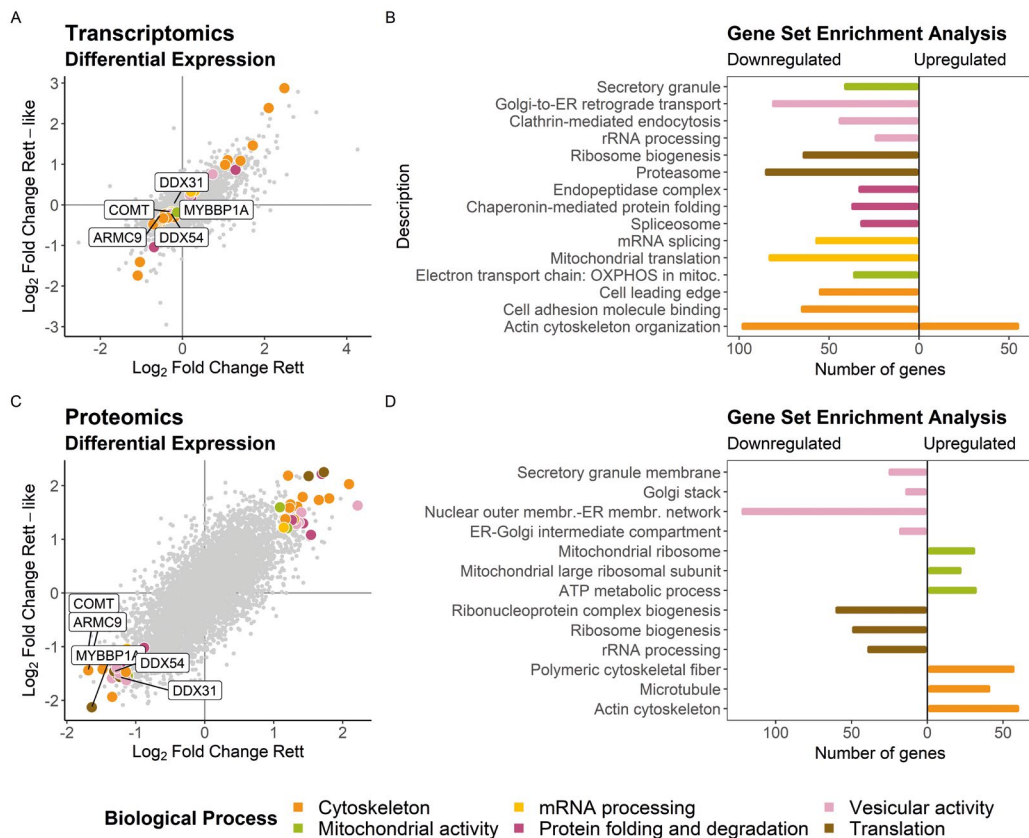 A
Transcriptomics
Differential Expression
Log2 Fold Change Rett – like
3
2
1
0
-1
-2
-3
DDX31
COMT
MYBBP1A
ARMC9
DDX54
-2
0
2
4
Log2 Fold Change Rett
B
Gene Set Enrichment Analysis
Downregulated
Upregulated
Description
Secretory granule
Golgi-to-ER retrograde transport
Clathrin-mediated endocytosis
rRNA processing
Ribosome biogenesis
Proteasome
Endopeptidase complex
Chaperonin-mediated protein folding
Spliceosome
mRNA splicing
Mitochondrial translation
Electron transport chain: OXPHOS in mitoc.
Cell leading edge
Cell adhesion molecule binding
Actin cytoskeleton organization
100
50
0
50
Number of genes
C
Proteomics
Differential Expression
Log2 Fold Change Rett – like
2
1
0
-1
-2
COMT
ARMC9
MYBBP1A
DDX54
DDX31
-2
-1
0
1
2
Log2 Fold Change Rett
D
Gene Set Enrichment Analysis
Downregulated
Upregulated
Secretory granule membrane
Golgi stack
Nuclear outer membr.-ER membr. network
ER-Golgi intermediate compartment
Mitochondrial ribosome
Mitochondrial large ribosomal subunit
ATP metabolic process
Ribonucleoprotein complex biogenesis
Ribosome biogenesis
rRNA processing
Polymeric cytoskeletal fiber
Microtubule
Actin cytoskeleton
100
50
0
50
Number of genes
Biological Process
Cytoskeleton
Mitochondrial activity
mRNA processing
Protein folding and degradation
Vesicular activity
Translation